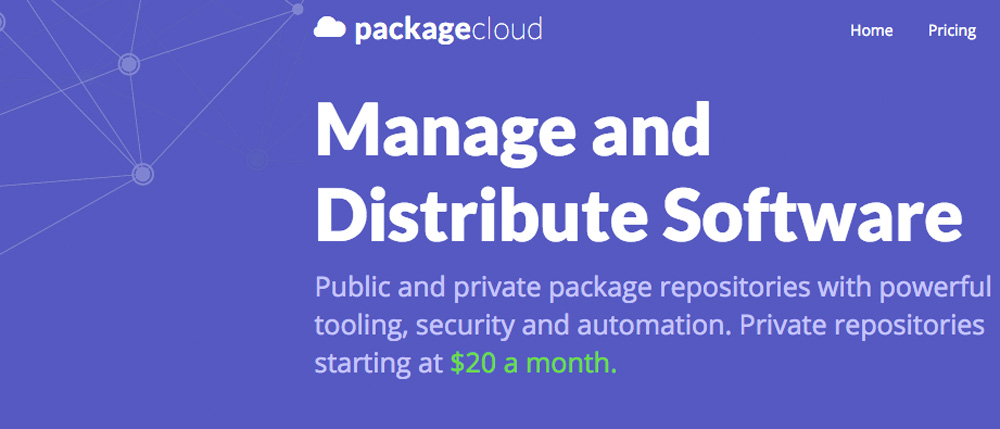 packagecloud
Home
Pricing
Manage and
Distribute Software
Public and private package repositories with powerful
tooling, security and automation. Private repositories
starting at $20 a month.